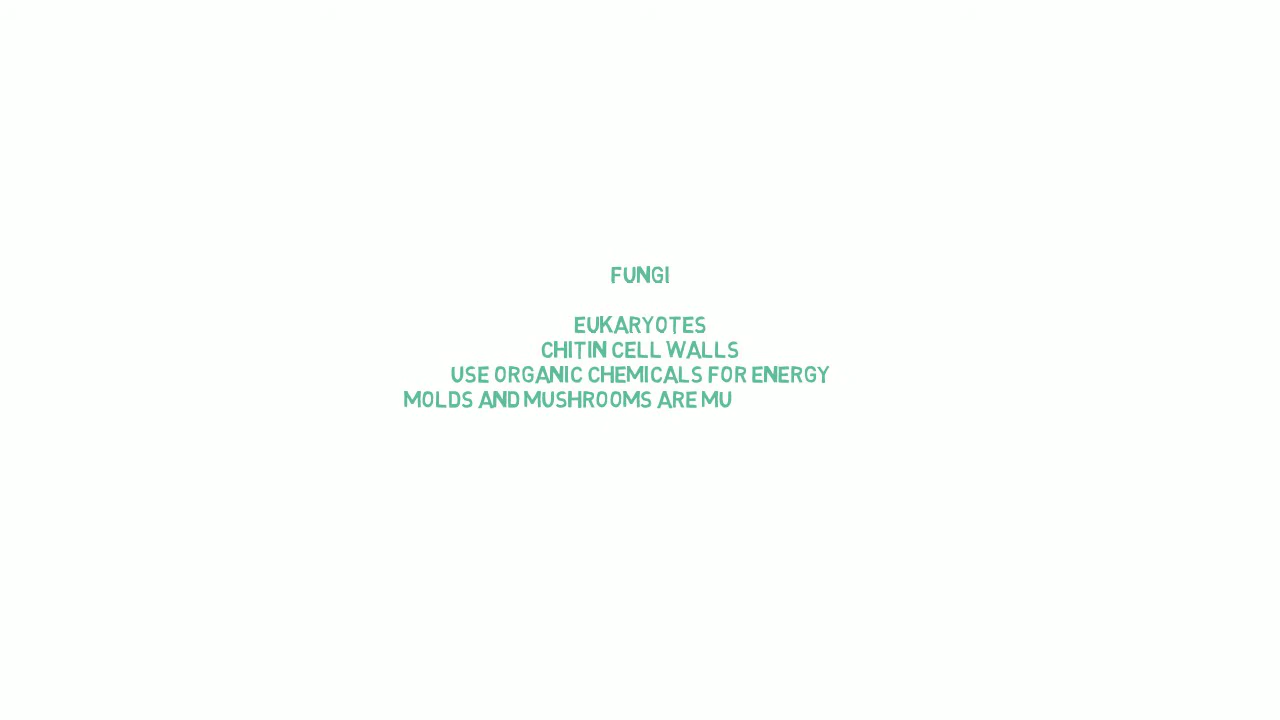 FUNGI
EUKARYOTES
CHITIN CELL WALLS
USE ORGANIC CHEMICALS FOR ENERGY
MOLDS AND MUSHROOMS ARE MU